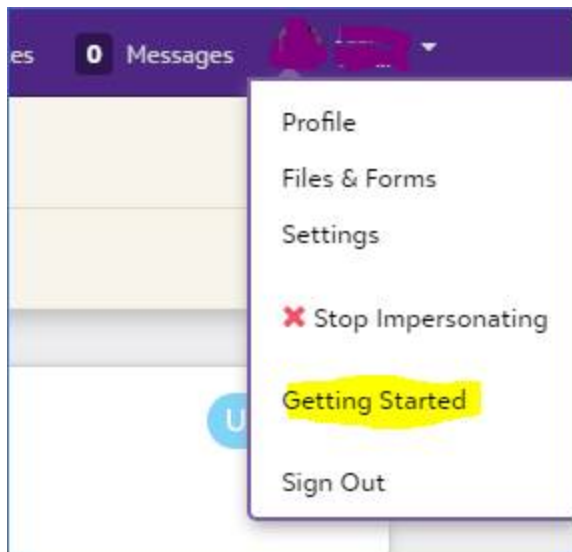 es 0 Messages
Profile
Files & Forms
Settings
Stop Impersonating
Getting Started
U
Sign Out